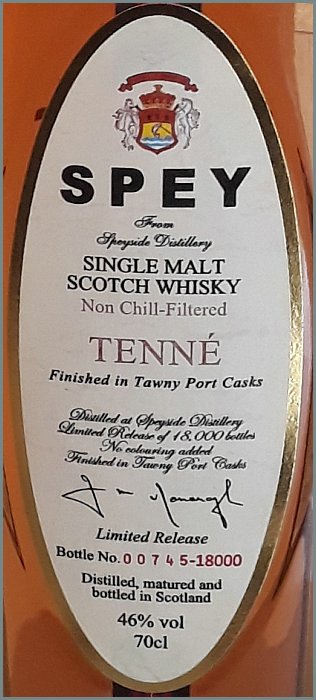 SPEY
From
Speyside Distillery
SINGLE MALT
SCOTCH WHISKY
Non Chill-Filtered
TENNÉ
Finished in Tawny Port Casks
Distilled at Speyside Distillery
Limited Release of 18,000 bottles
No colouring added
Finished in Tawny Port Casks
Limited Release
Bottle No. 00745-18000
Distilled, matured and
bottled in Scotland
46% vol
70cl